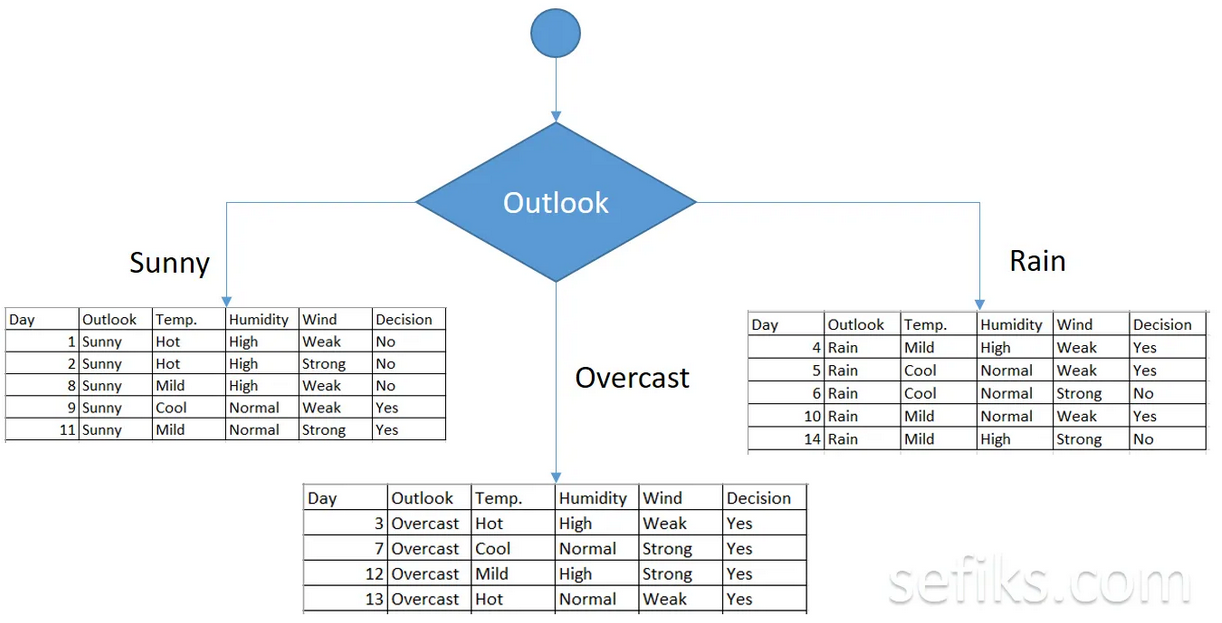 Outlook
Sunny
Rain
Day Outlook Temp. Humidity Wind Decision
1 Sunny Hot High Weak No
2 Sunny Hot High Strong No
8 Sunny Mild High Weak No
9 Sunny Cool Normal Weak Yes
11 Sunny Mild Normal Strong Yes
Day Outlook Temp. Humidity Wind Decision
4 Rain Mild High Weak Yes
5 Rain Cool Normal Weak Yes
6 Rain Cool Normal Strong No
10 Rain Mild Normal Weak Yes
14 Rain Mild High Strong No
Overcast
Day Outlook Temp. Humidity Wind Decision
3 Overcast Hot High Weak Yes
7 Overcast Cool Normal Strong Yes
12 Overcast Mild High Strong Yes
13 Overcast Hot Normal Weak Yes
sefiks.com